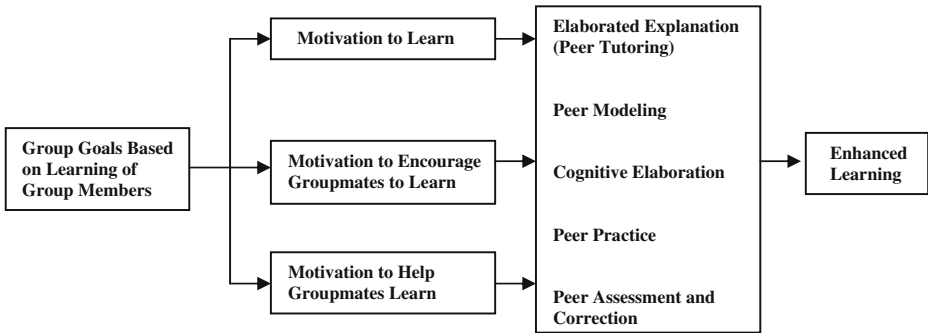 Group Goals Based
on Learning of
Group Members
Motivation to Learn
Motivation to Encourage
Groupmates to Learn
Motivation to Help
Groupmates Learn
Elaborated Explanation
(Peer Tutoring)
Peer Modeling
Cognitive Elaboration
Peer Practice
Peer Assessment and
Correction
Enhanced
Learning